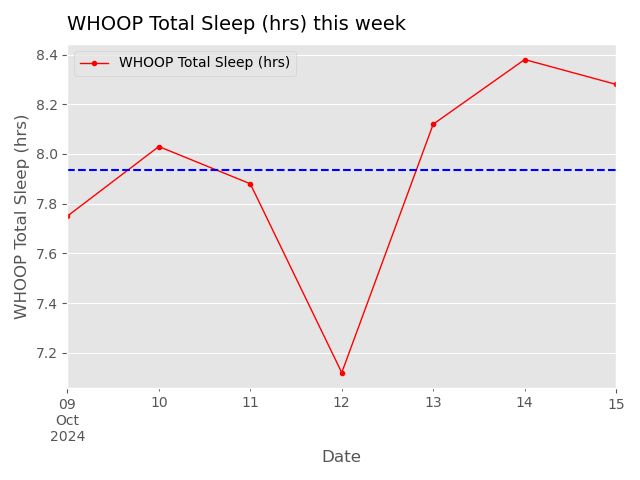 WHOOP Total Sleep (hrs) this week
WHOOP Total Sleep (hrs)
WHOOP Total Sleep (hrs)
8.4
8.2
8.0
7.8
7.6
7.4
7.2
09 10 11 12 13 14 15
Oct
2024
Date